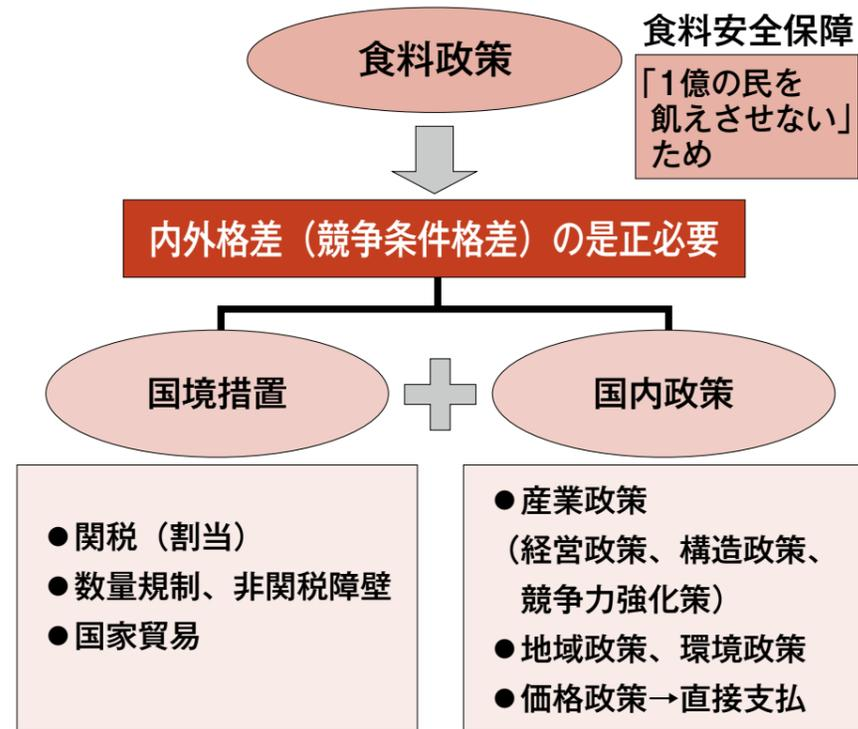 食料政策
食料安全保障
「1億の民を
飢えさせない」
ため
内外格差（競争条件格差）の是正必要
国境措置
国内政策
●関税（割当）
●数量規制、非関税障壁
●国家貿易
●産業政策
（経営政策、構造政策、
競争力強化策）
●地域政策、環境政策
●価格政策→直接支払